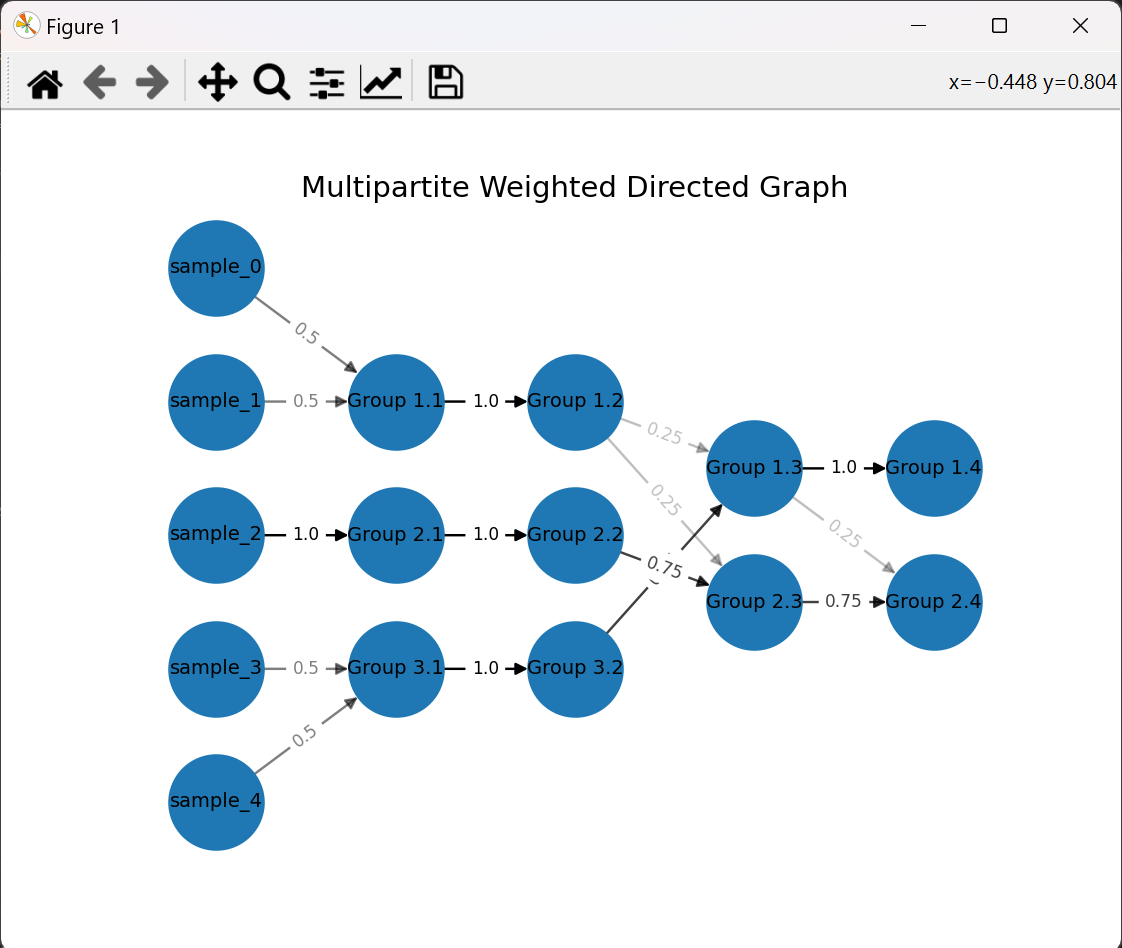 Figure 1
x=−0.448 y=0.804
Multipartite Weighted Directed Graph
sample_0
0.5
sample_1
0.5
Group 1.1
1.0
Group 1.2
0.25
0.25
Group 1.3
1.0
Group 1.4
0.25
sample_2
1.0
Group 2.1
1.0
Group 2.2
0.75
Group 2.3
0.75
Group 2.4
sample_3
0.5
Group 3.1
1.0
Group 3.2
0.5
sample_4